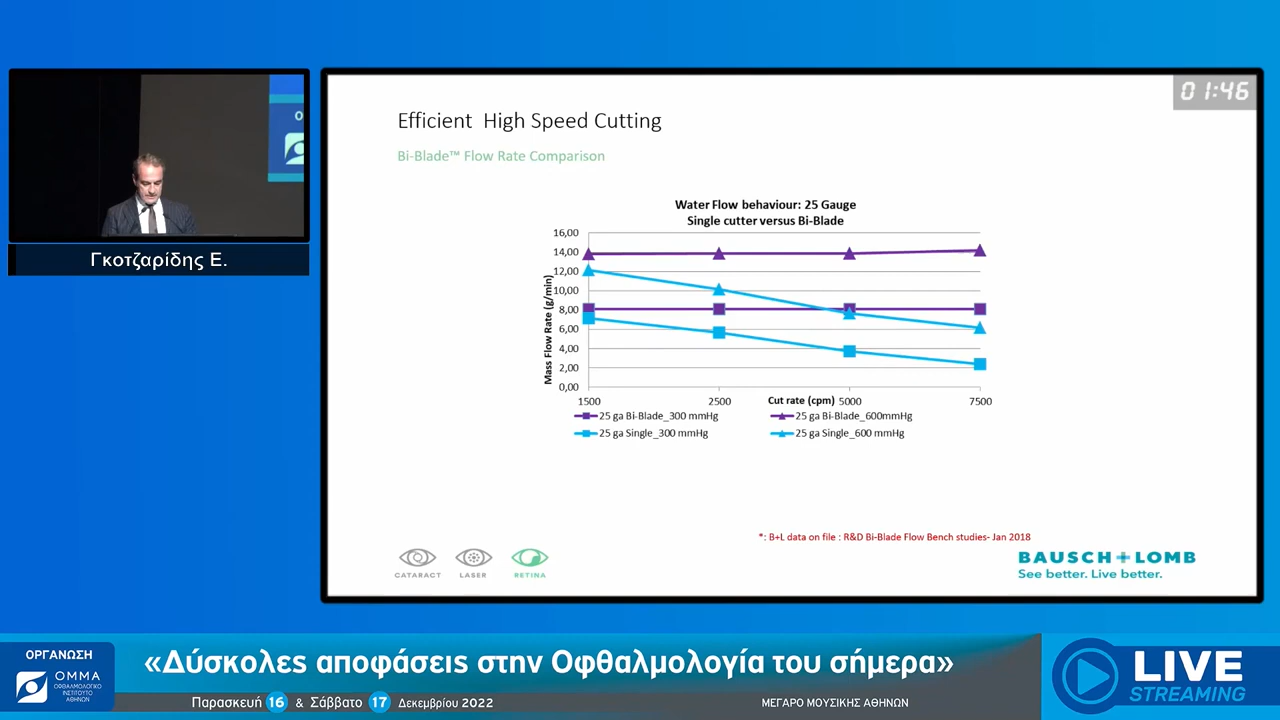 Ο
Γκοτζαρίδης Ε.
01:46
Efficient High Speed Cutting
Bi-Blade™ Flow Rate Comparison
Water Flow behaviour: 25 Gauge
Single cutter versus Bi-Blade
Mass Flow Rate (g/min)
16,00
14,00
12,00
10,00
8,00
6,00
4,00
2,00
0,00
1500 2500 Cut rate (cpm) 5000 7500
25 ga Bi-Blade_300 mmHg 25 ga Bi-Blade_600mmHg
25 ga Single_300 mmHg 25 ga Single_600 mmHg
*: B+L data on file : R&D Bi-Blade Flow Bench studies- Jan 2018
CATARACT LASER RETINA
BAUSCH+LOMB
See better. Live better.
ΟΡΓΑΝΩΣΗ
ΟΜΜΑ
ΟΦΘΑΛΜΟΛΟΓΙΚΟ
ΙΝΣΤΙΤΟΥΤΟ
ΑΘΗΝΩΝ
«Δύσκολες αποφάσεις στην Οφθαλμολογία του σήμερα»
Παρασκευή 16 & Σάββατο 17 Δεκεμβρίου 2022
ΜΕΓΑΡΟ ΜΟΥΣΙΚΗΣ ΑΘΗΝΩΝ
LIVE
STREAMING